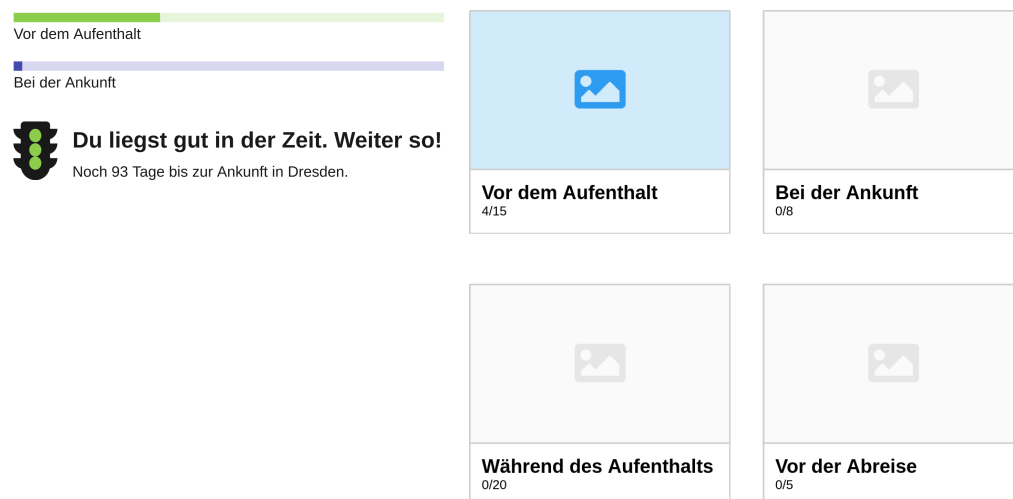 Vor dem Aufenthalt
Bei der Ankunft
Du liegst gut in der Zeit. Weiter so!
Noch 93 Tage bis zur Ankunft in Dresden.
Vor dem Aufenthalt
4/15
Bei der Ankunft
0/8
Während des Aufenthalts
0/20
Vor der Abreise
0/5